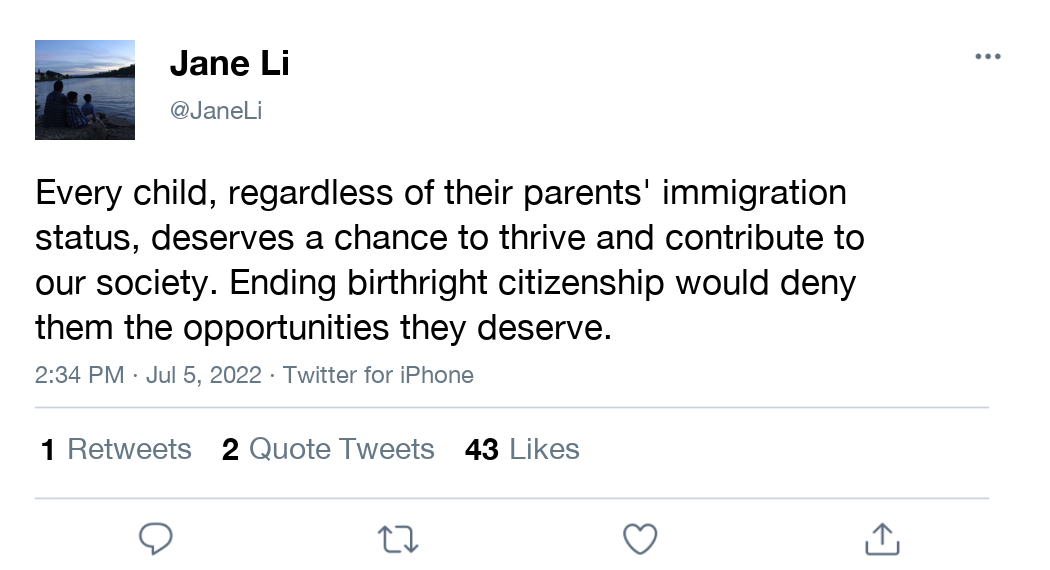 Jane Li
@JaneLi
Every child, regardless of their parents' immigration
status, deserves a chance to thrive and contribute to
our society. Ending birthright citizenship would deny
them the opportunities they deserve.
2:34 PM · Jul 5, 2022 · Twitter for iPhone
1 Retweets 2 Quote Tweets 43 Likes